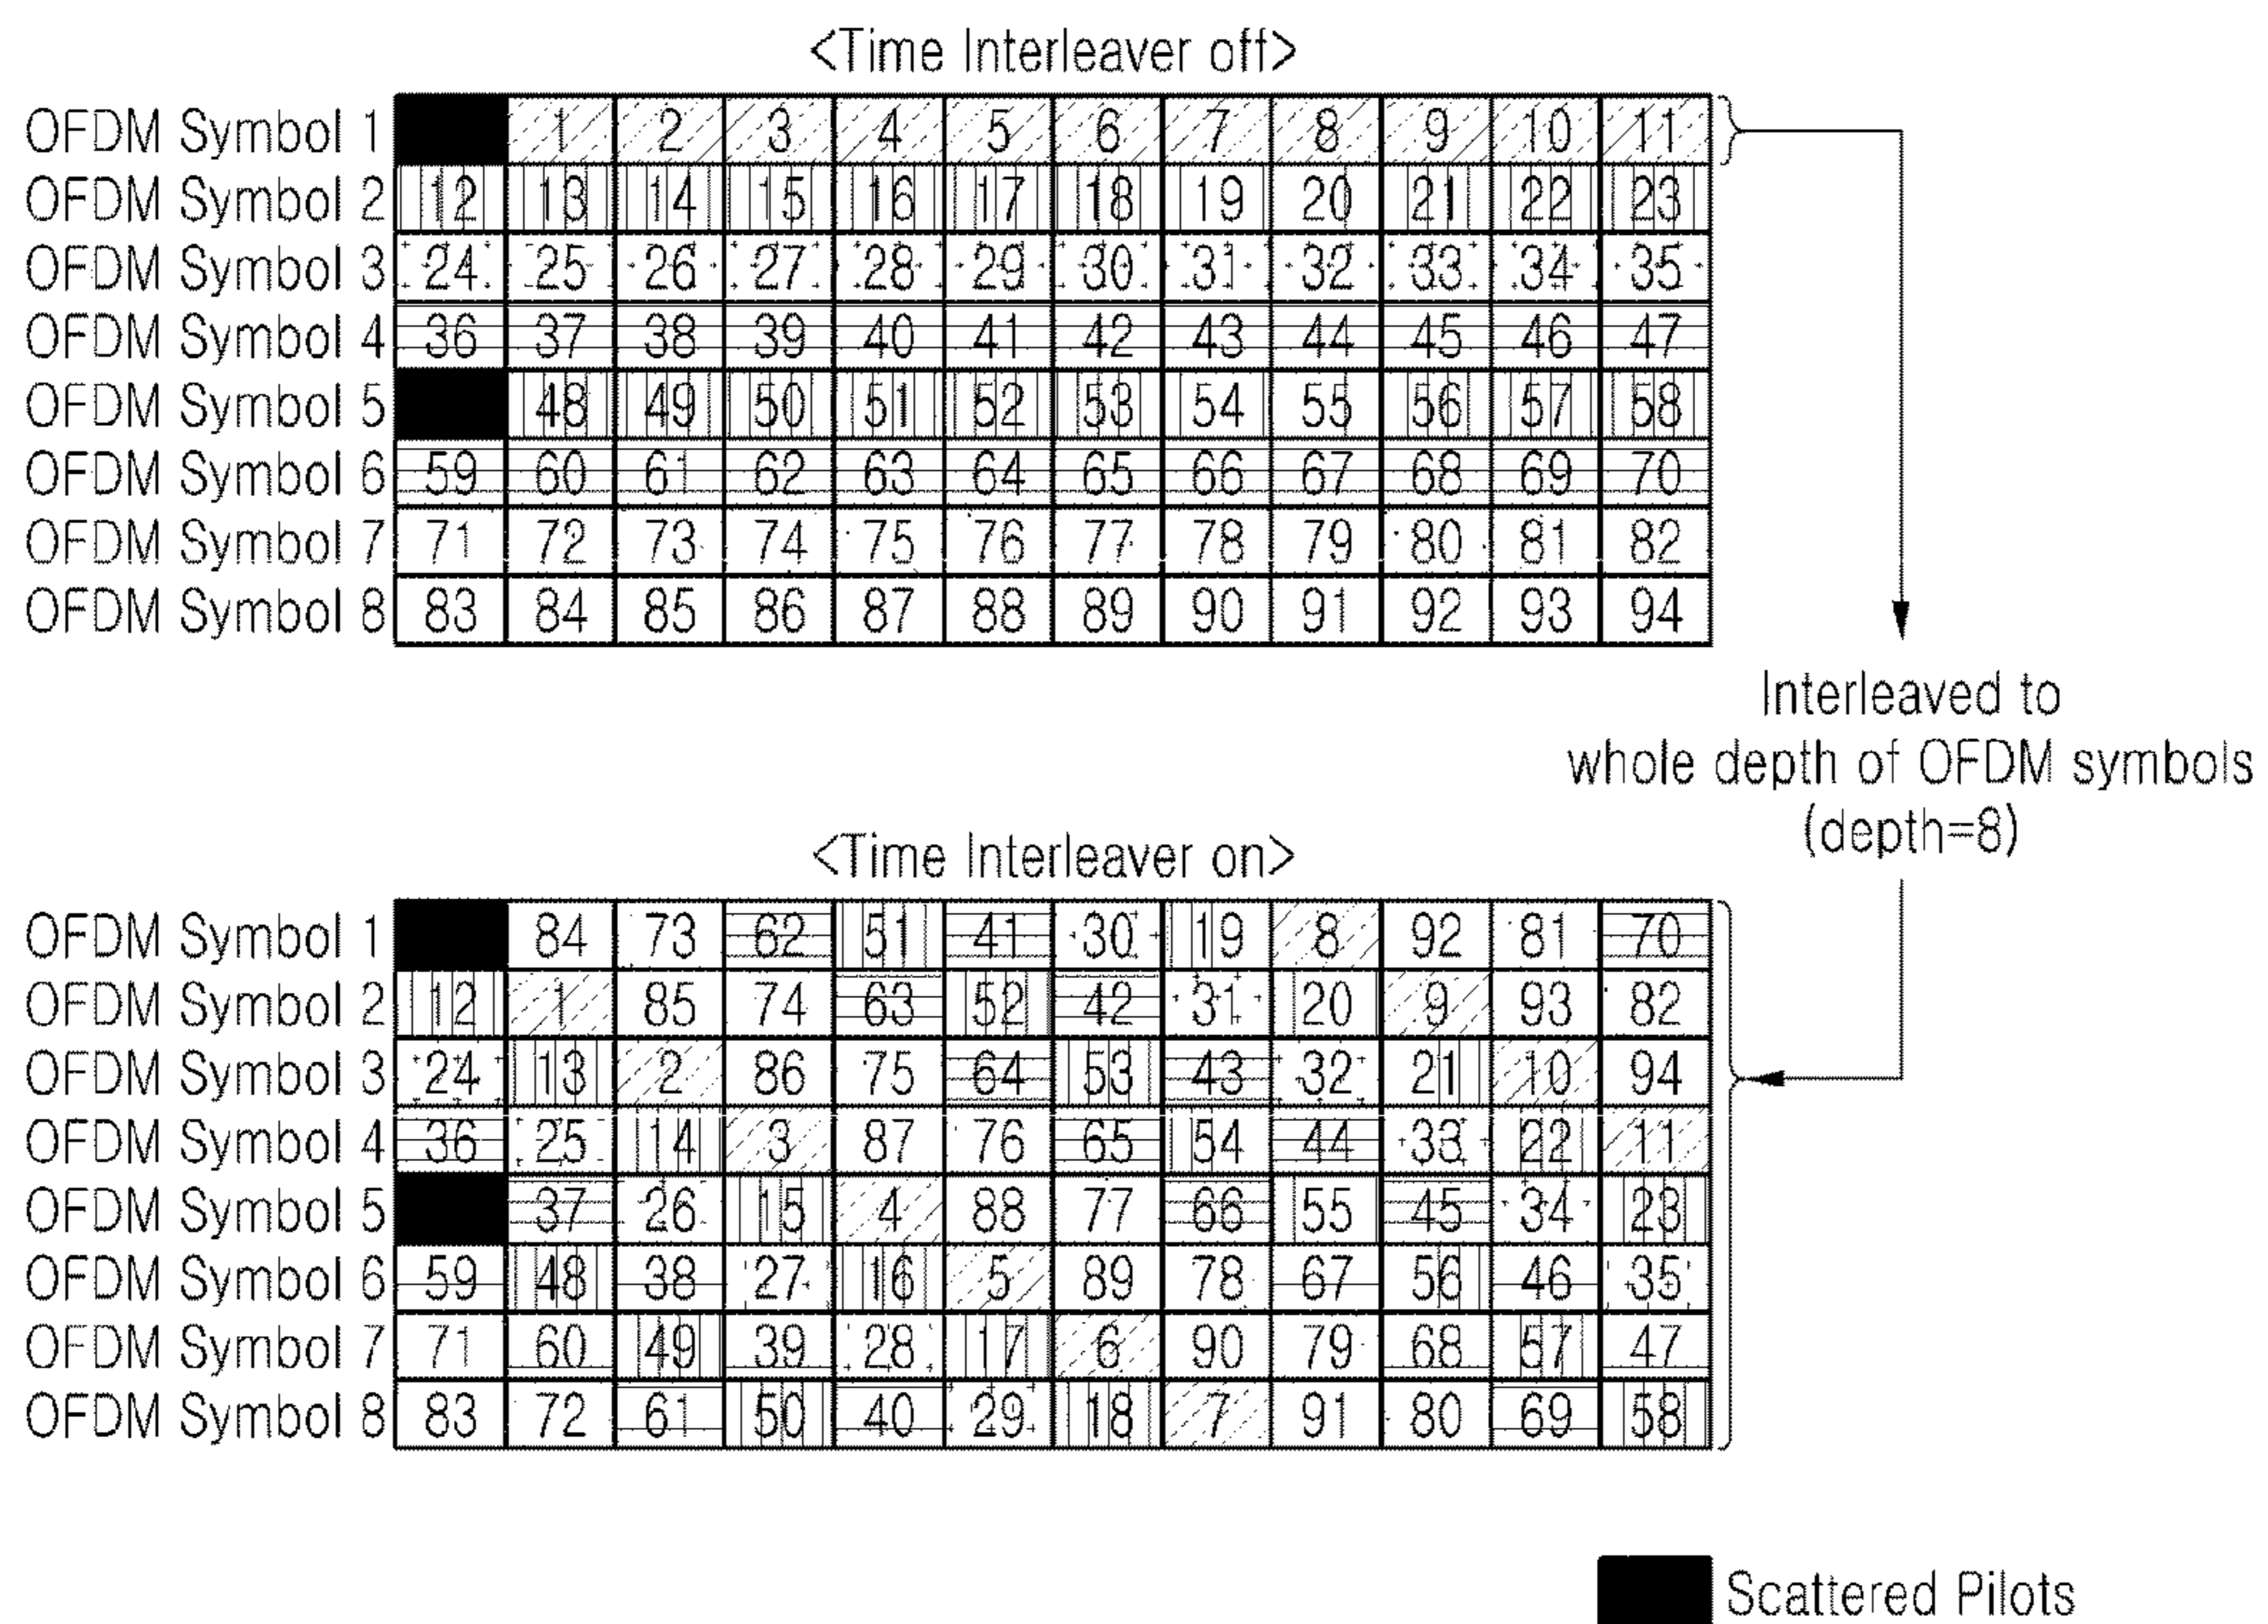 <Time Interleaver off>
OFDM Symbol 1 1 2 3 4 5 6 7 8 9 10 11
OFDM Symbol 2 12 13 14 15 16 17 18 19 20 21 22 23
OFDM Symbol 3 24 25 26 27 28 29 30 31 32 33 34 35
OFDM Symbol 4 36 37 38 39 40 41 42 43 44 45 46 47
OFDM Symbol 5 48 49 50 51 52 53 54 55 56 57 58
OFDM Symbol 6 59 60 61 62 63 64 65 66 67 68 69 70
OFDM Symbol 7 71 72 73 74 75 76 77 78 79 80 81 82
OFDM Symbol 8 83 84 85 86 87 88 89 90 91 92 93 94
Interleaved to
whole depth of OFDM symbols
(depth=8)
<Time Interleaver on>
OFDM Symbol 1 84 73 62 51 41 30 19 8 92 81 70
OFDM Symbol 2 12 1 85 74 63 52 42 31 20 9 93 82
OFDM Symbol 3 24 13 2 86 75 64 53 43 32 21 10 94
OFDM Symbol 4 36 25 14 3 87 76 65 54 44 33 22 11
OFDM Symbol 5 37 26 15 4 88 77 66 55 45 34 23
OFDM Symbol 6 59 48 38 27 16 5 89 78 67 56 46 35
OFDM Symbol 7 71 60 49 39 28 17 6 90 79 68 57 47
OFDM Symbol 8 83 72 61 50 40 29 18 7 91 80 69 58
Scattered Pilots